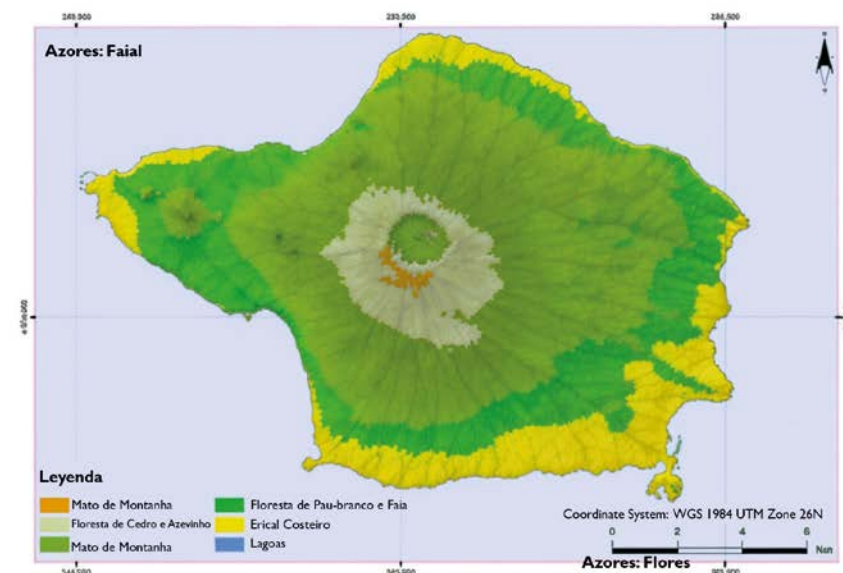 Azores: Faial
Leyenda
Mato de Montanha
Floresta de Cedro e Azevinho
Mato de Montanha
Floresta de Pau-branco e Faia
Erical Costeiro
Lagoas
Coordinate System: WGS 1984 UTM Zone 26N
0 2 4 6
Azores: Flores